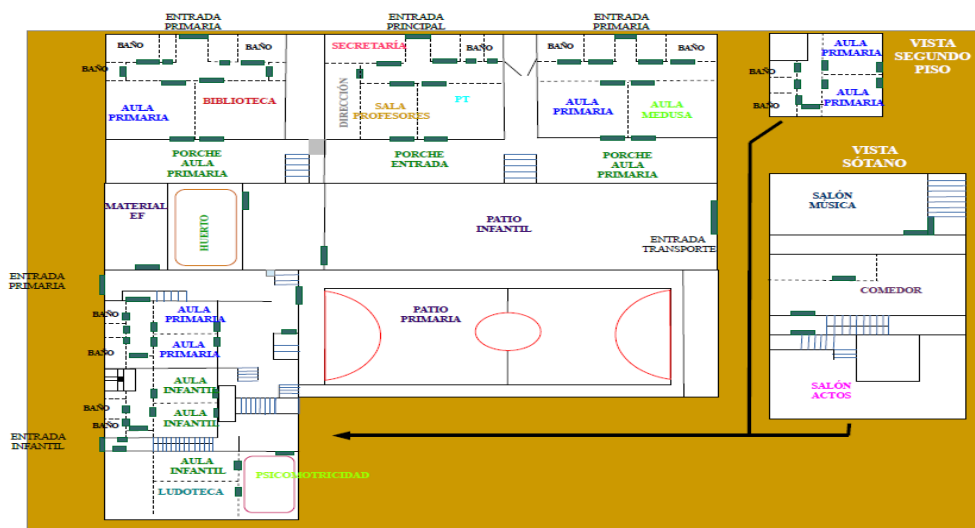 ENTRADA
PRIMARIA
ENTRADA
PRINCIPAL
ENTRADA
PRIMARIA
BAÑO
BAÑO
SECRETARÍA
BAÑO
BAÑO
BAÑO
BAÑO
AULA
PRIMARIA
BIBLIOTECA
DIRECCIÓN
SALA
PROFESORES
PT
AULA
PRIMARIA
AULA
MEDUSA
PORCHE
AULA
PRIMARIA
PORCHE
ENTRADA
PORCHE
AULA
PRIMARIA
MATERIAL
EF
HUERTO
PATIO
INFANTIL
ENTRADA
TRANSPORTE
ENTRADA
PRIMARIA
PATIO
PRIMARIA
BAÑO
AULA
PRIMARIA
BAÑO
AULA
PRIMARIA
AULA
INFANTIL
BAÑO
AULA
INFANTIL
BAÑO
ENTRADA
INFANTIL
AULA
INFANTIL
PSICOMOTRICIDAD
LUDOTECA
AULA
PRIMARIA
BAÑO
AULA
PRIMARIA
BAÑO
VISTA
SEGUNDO
PISO
VISTA
SÓTANO
SALÓN
MÚSICA
COMEDOR
SALÓN
ACTOS